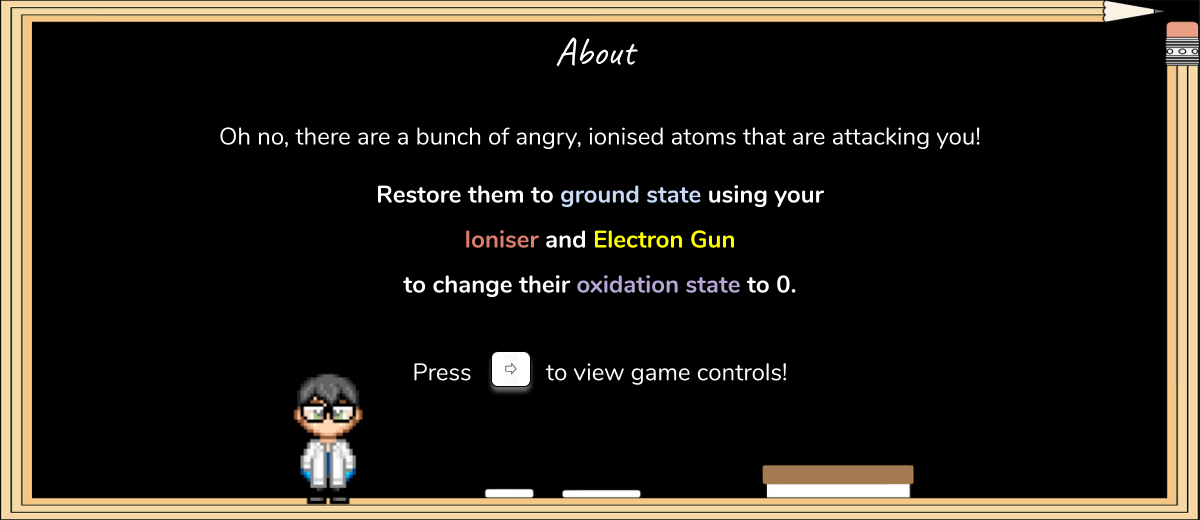 About
Oh no, there are a bunch of angry, ionised atoms that are attacking you!
Restore them to ground state using your
Ioniser and Electron Gun
to change their oxidation state to 0.
Press ⇨ to view game controls!